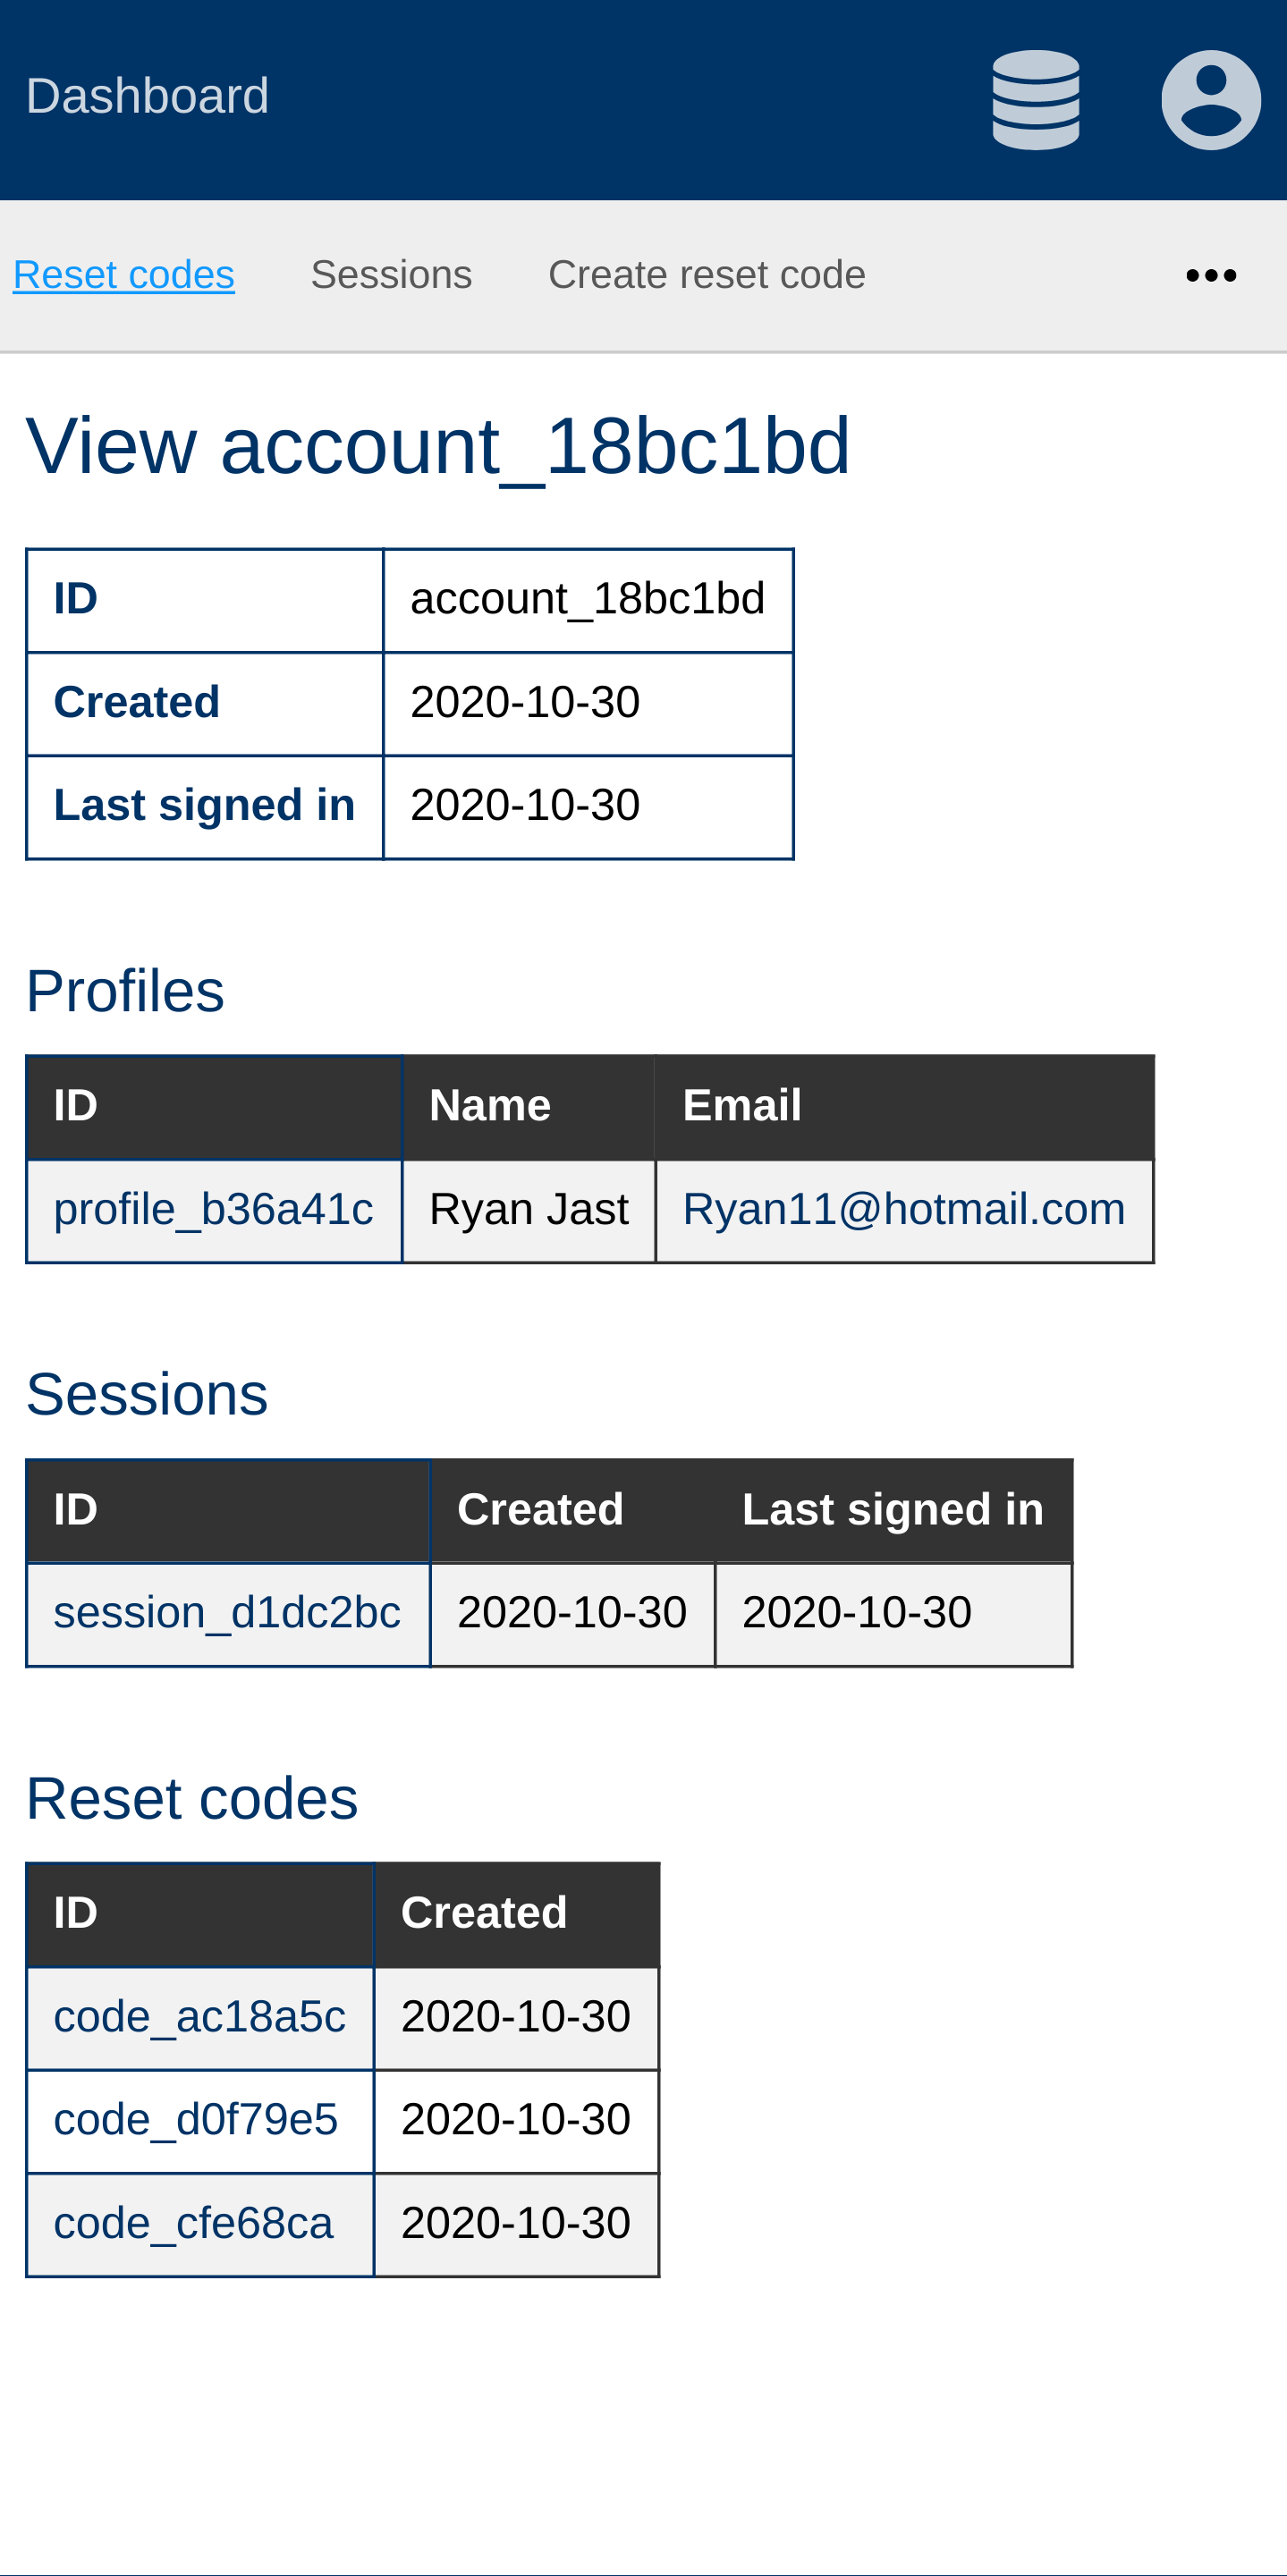 Dashboard
Reset codes Sessions Create reset code
View account_18bc1bd
ID account_18bc1bd
Created 2020-10-30
Last signed in 2020-10-30
Profiles
ID Name Email
profile_b36a41c Ryan Jast Ryan11@hotmail.com
Sessions
ID Created Last signed in
session_d1dc2bc 2020-10-30 2020-10-30
Reset codes
ID Created
code_ac18a5c 2020-10-30
code_d0f79e5 2020-10-30
code_cfe68ca 2020-10-30